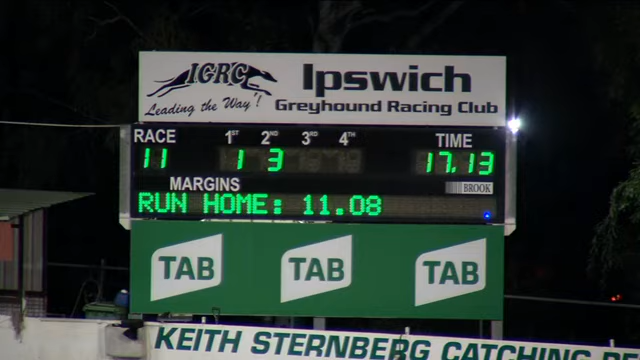 IGRC
Leading the Way!
Ipswich
Greyhound Racing Club
RACE 1ST 2ND 3RD 4TH TIME
11 1 3 17.13
MARGINS BROOK
RUN HOME: 11.08
TAB TAB TAB
KEITH STERNBERG CATCHING